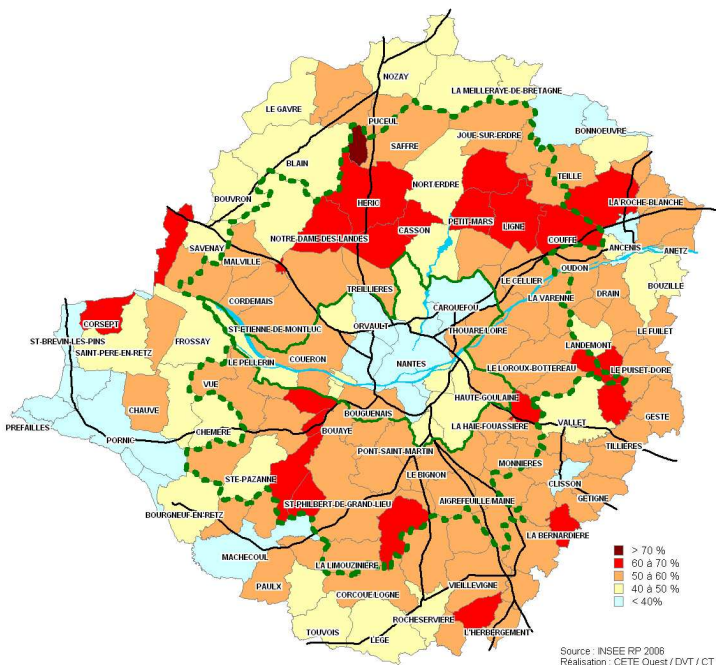 NOZAY
LA MEILLERAYE-DE-BRETAGNE
LE GAVRE
PUCEUL
BONNOEUVRE
JOUE-SUR-ERDRE
SAFFRE
BLAIN
TEILLE
NORT/ERDRE
BOUVRON
HERIC
LA ROCHE-BLANCHE
PETIT-MARS
LIGNE
CASSON
NOTRE-DAME-DES-LANDES
COUFFE
SAVENAY
ANCENIS
ANETZ
MALVILLE
OUDON
LE CELLIER
BOUZILLE
TREILLIERES
CARQUEFOU
DRAIN
CORDEMAIS
LA VARENNE
CORSEPT
ORVAULT
ST-ETIENNE-DE-MONTLUC
THOUARE-LOIRE
LE FUILET
ST-BREVIN-LES-PINS
FROSSAY
LANDEMONT
SAINT-PERE-EN-RETZ
COUERON
NANTES
LE PELLERIN
LE LOROUX-BOTTEREAU
LE PUISET-DORE
VUE
HAUTE-GOULAINE
CHAUVE
BOUGUENAIS
GESTE
VALLET
PREFAILLES
CHEMERE
BOUAYE
LA HAIE-FOUASSIERE
PORNIC
TILLIERES
PONT-SAINT-MARTIN
MONNIERES
LE BIGNON
STE-PAZANNE
CLISSON
GETIGNE
ST-PHILBERT-DE-GRAND-LIEU
AIGREFEUILLE-MAINE
BOURGNEUF-EN-RETZ
LA BERNARDIERE
MACHECOUL
LA LIMOUZINIERE
PAULX
VIEILLEVIGNE
CORCOUE-LOGNE
ROCHESERVIERE
TOUVOIS
L'HERBERGEMENT
LEGE
> 70 %
60 à 70 %
50 à 60 %
40 à 50 %
< 40%
Source : INSEE RP 2006
Réalisation : CETE Ouest / DVT / CT